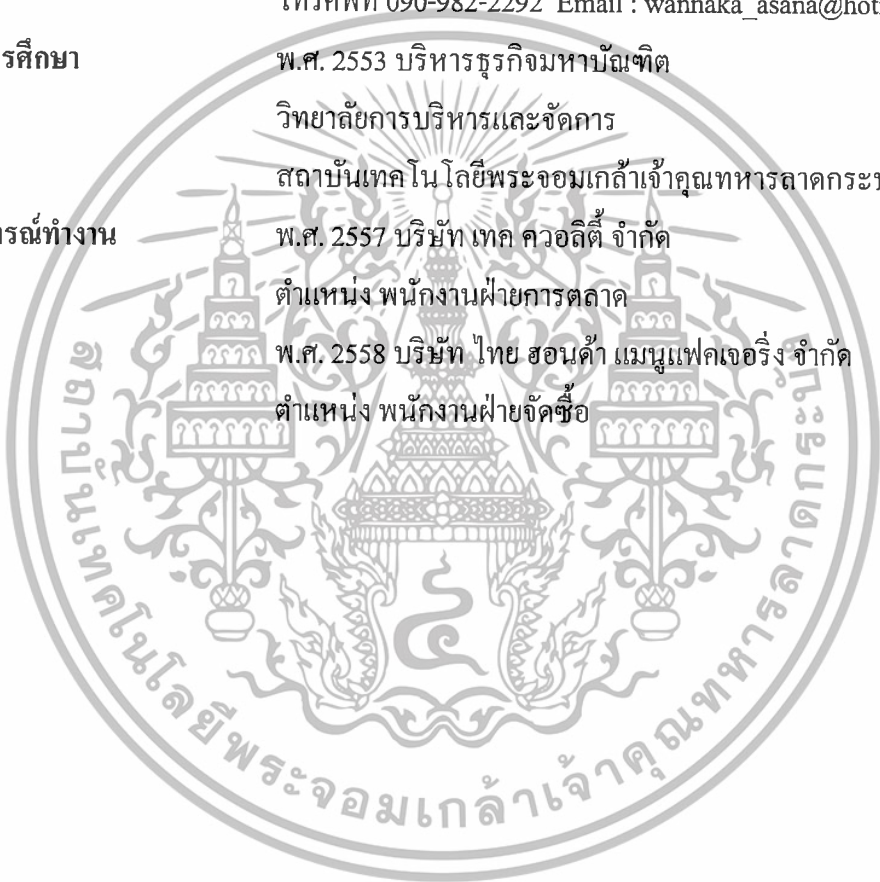 โทรศัพท์ 090-982-2292 Email : wannaka_asana@hot
รศึกษา พ.ศ. 2553 บริหารธุรกิจมหาบัณฑิต
วิทยาลัยการบริหารและจัดการ
สถาบันเทคโนโลยีพระจอมเกล้าเจ้าคุณทหารลาดกระบ
รณ์ทำงาน พ.ศ. 2557 บริษัท เทค ควอลิตี้ จำกัด
ตำแหน่ง พนักงานฝ่ายการตลาด
พ.ศ. 2558 บริษัท ไทย ฮอนด้า แมนูแฟคเจอริ่ง จำกัด
ตำแหน่ง พนักงานฝ่ายจัดซื้อ
สถาบันเทคโนโลยีพระจอมเกล้าเจ้าคุณทหารลาดกระบัง
๔